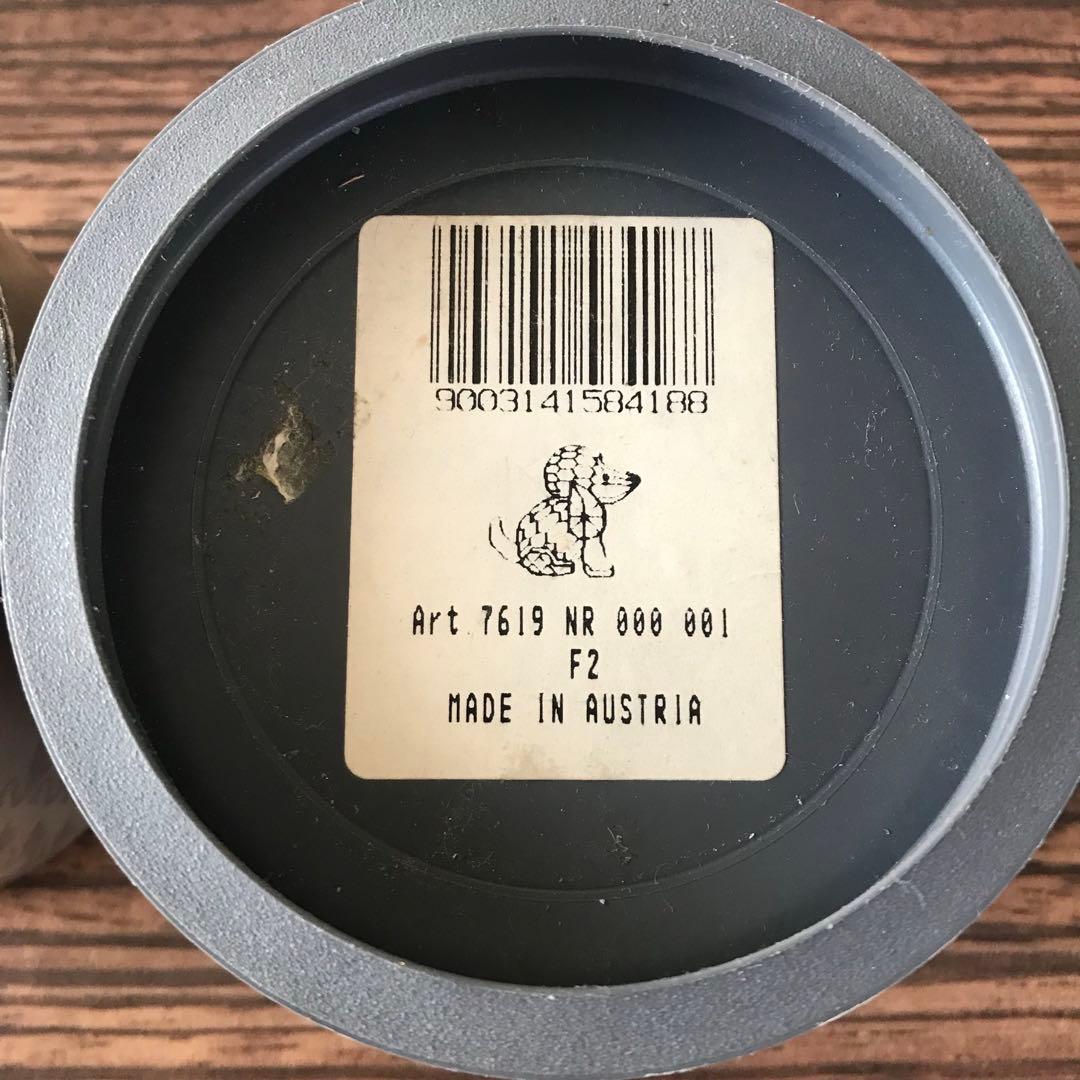 9003141584188
Art 7619 NR 000 001
F2
MADE IN AUSTRIA